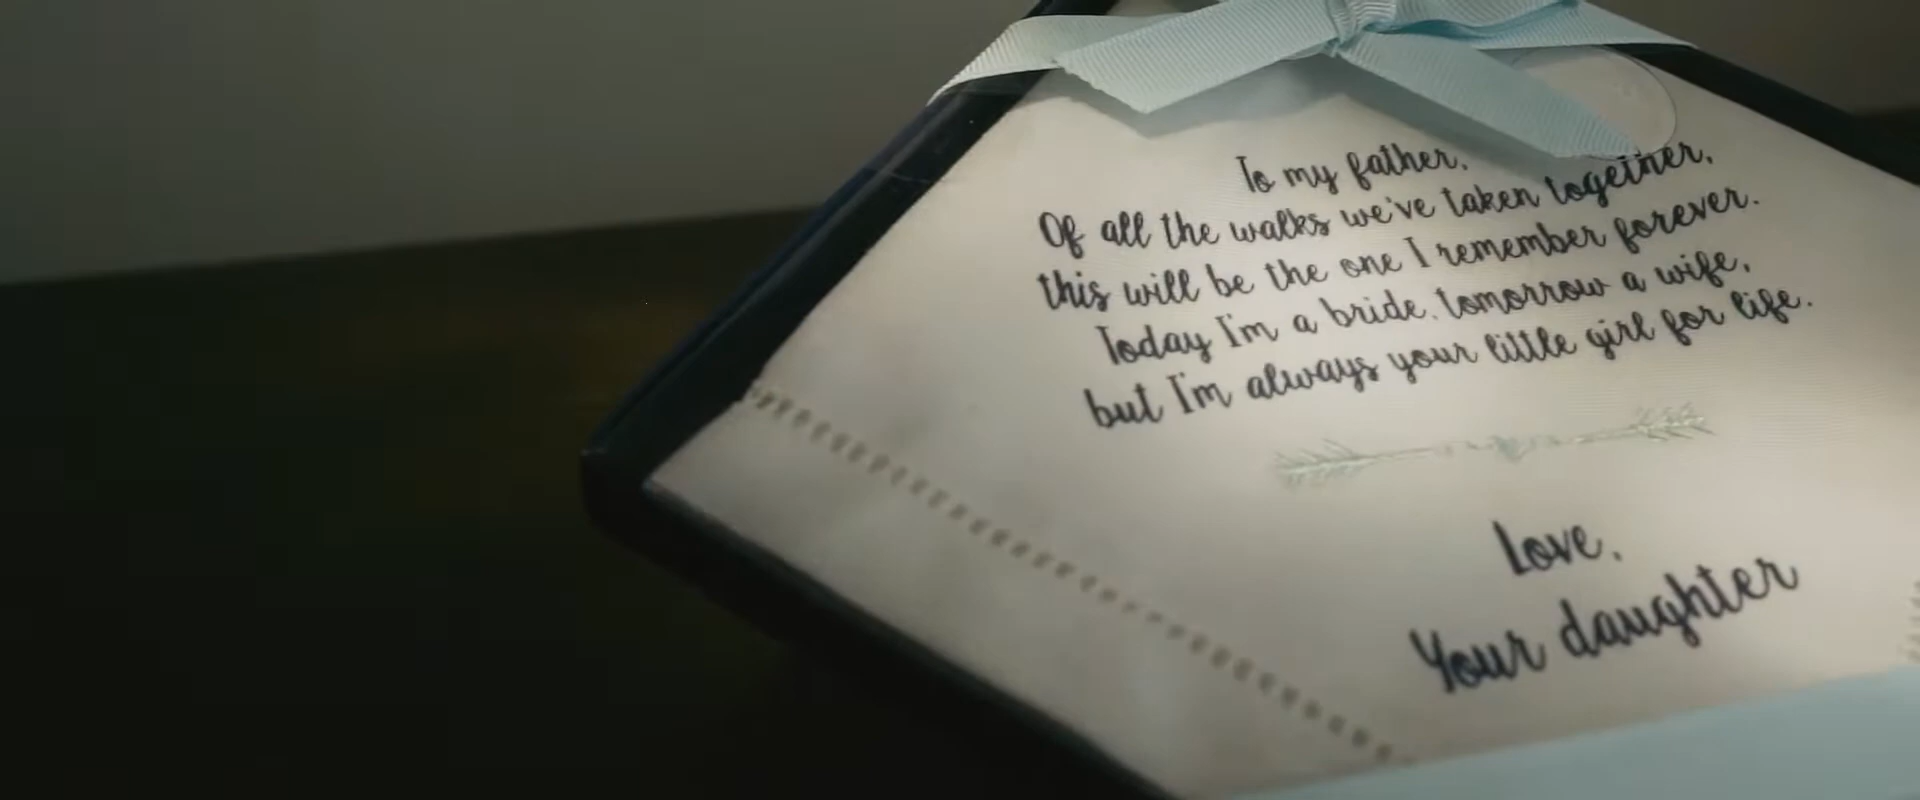 To my father,
Of all the walks we've taken together,
this will be the one I remember forever.
Today I'm a bride, tomorrow a wife,
but I'm always your little girl for life.
Love,
Your daughter